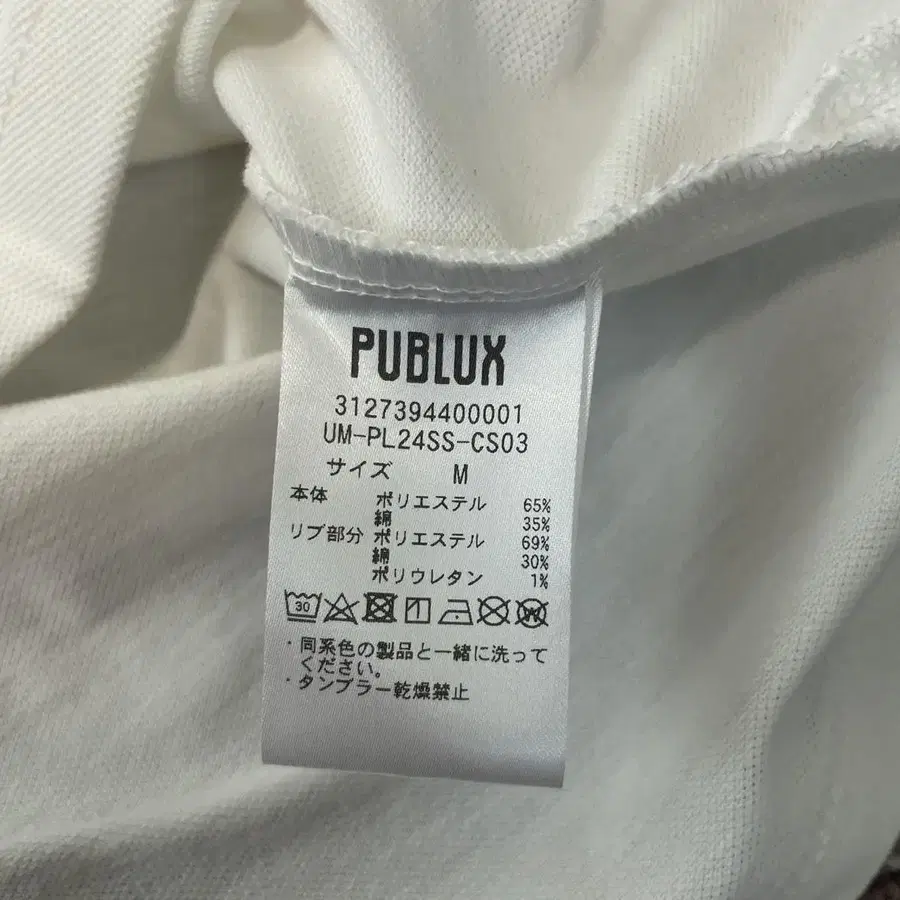 PUBLUX
3127394400001
UM-PL24SS-CS03
サイズ M
本体 ポリエステル 65%
綿 35%
リブ部分 ポリエステル 69%
綿 30%
ポリウレタン 1%
30 W
・同系色の製品と一緒に洗って
ください。
・タンブラー乾燥禁止